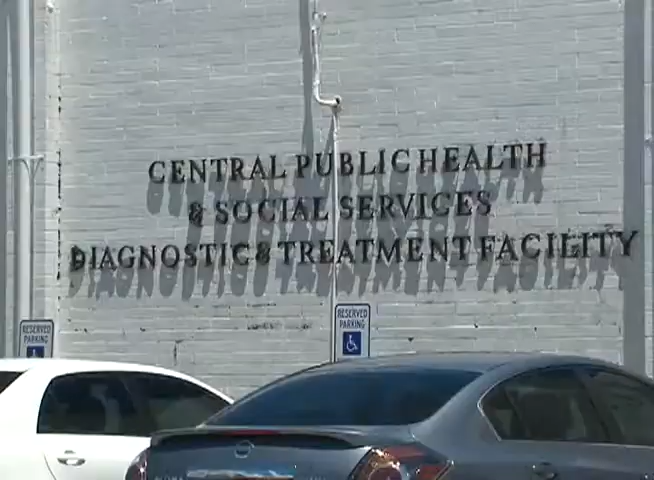 CENTRAL PUBLIC HEALTH
& SOCIAL SERVICES
DIAGNOSTIC & TREATMENT FACILITY
RESERVED
PARKING
RESERVED
PARKING